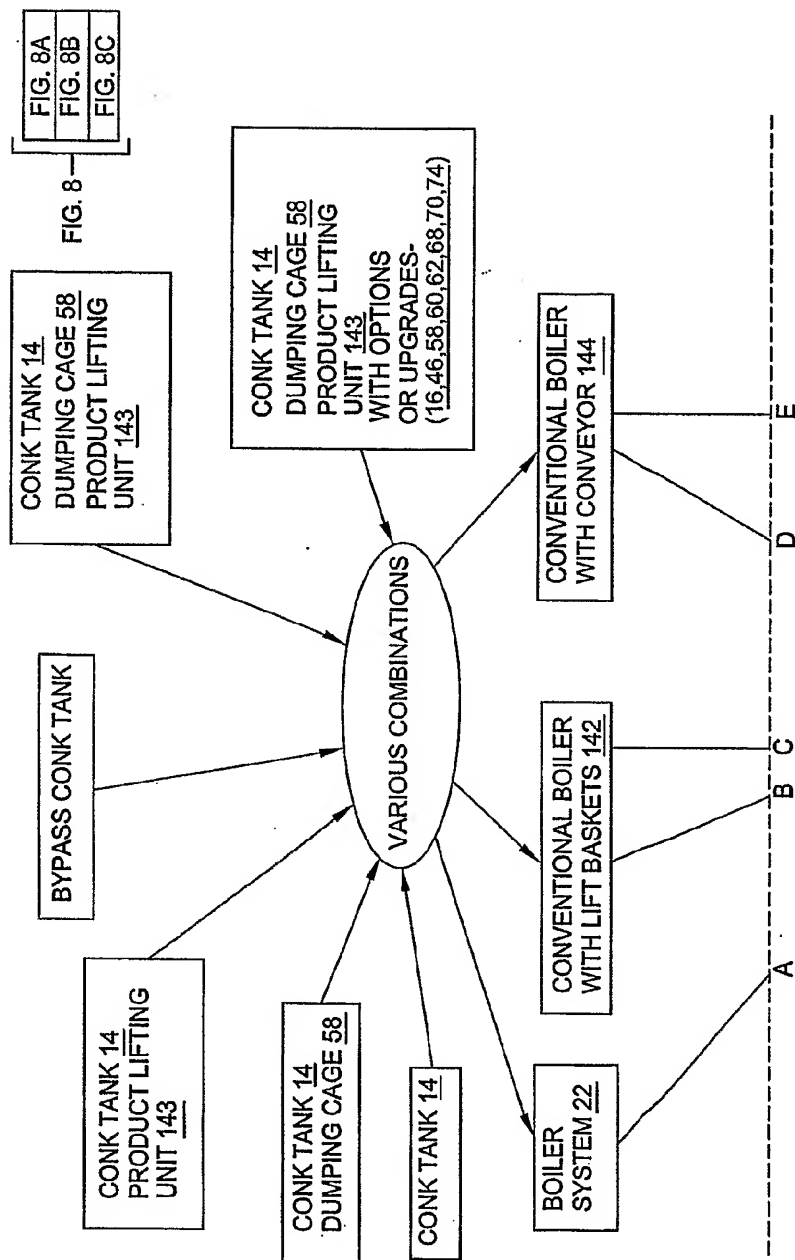 FIG. 8
FIG. 8A
FIG. 8B
FIG. 8C
CONK TANK 14
PRODUCT LIFTING
UNIT 143
BYPASS CONK TANK
CONK TANK 14
DUMPING CAGE 58
PRODUCT LIFTING
UNIT 143
CONK TANK 14
DUMPING CAGE 58
CONK TANK 14
VARIOUS COMBINATIONS
CONK TANK 14
DUMPING CAGE 58
PRODUCT LIFTING
UNIT 143
WITH OPTIONS
OR UPGRADES-
(16,46,58,60,62,68,70,74)
BOILER
SYSTEM 22
CONVENTIONAL BOILER
WITH LIFT BASKETS 142
CONVENTIONAL BOILER
WITH CONVEYOR 144
A
B
C
D
E